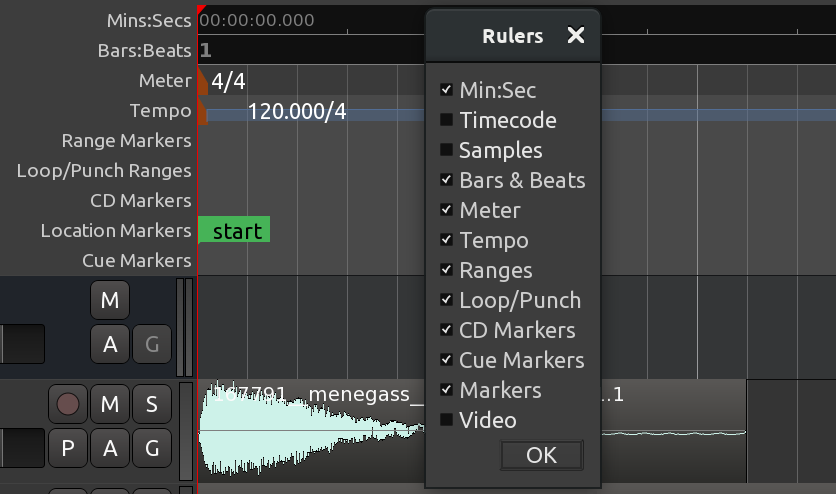 Mins:Secs 00:00:00.000
Bars:Beats 1
Meter 4/4
Tempo 120.000/4
Range Markers
Loop/Punch Ranges
CD Markers
Location Markers start
Cue Markers
M
A G
M S
P A G
167791 menegass_ ..1
Rulers
Min:Sec
Timecode
Samples
Bars & Beats
Meter
Tempo
Ranges
Loop/Punch
CD Markers
Cue Markers
Markers
Video
OK